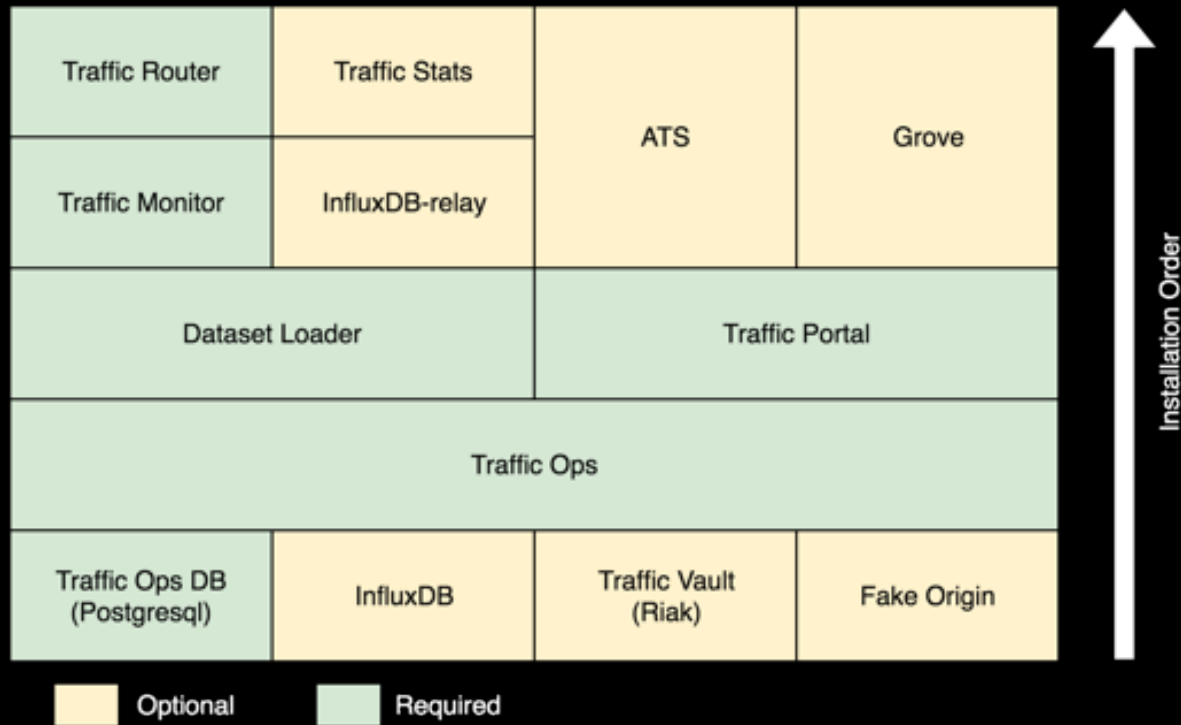 Traffic Router
Traffic Stats
ATS
Grove
Traffic Monitor
InfluxDB-relay
Dataset Loader
Traffic Portal
Installation Order
Traffic Ops
Traffic Ops DB
(Postgresql)
InfluxDB
Traffic Vault
(Riak)
Fake Origin
Optional
Required